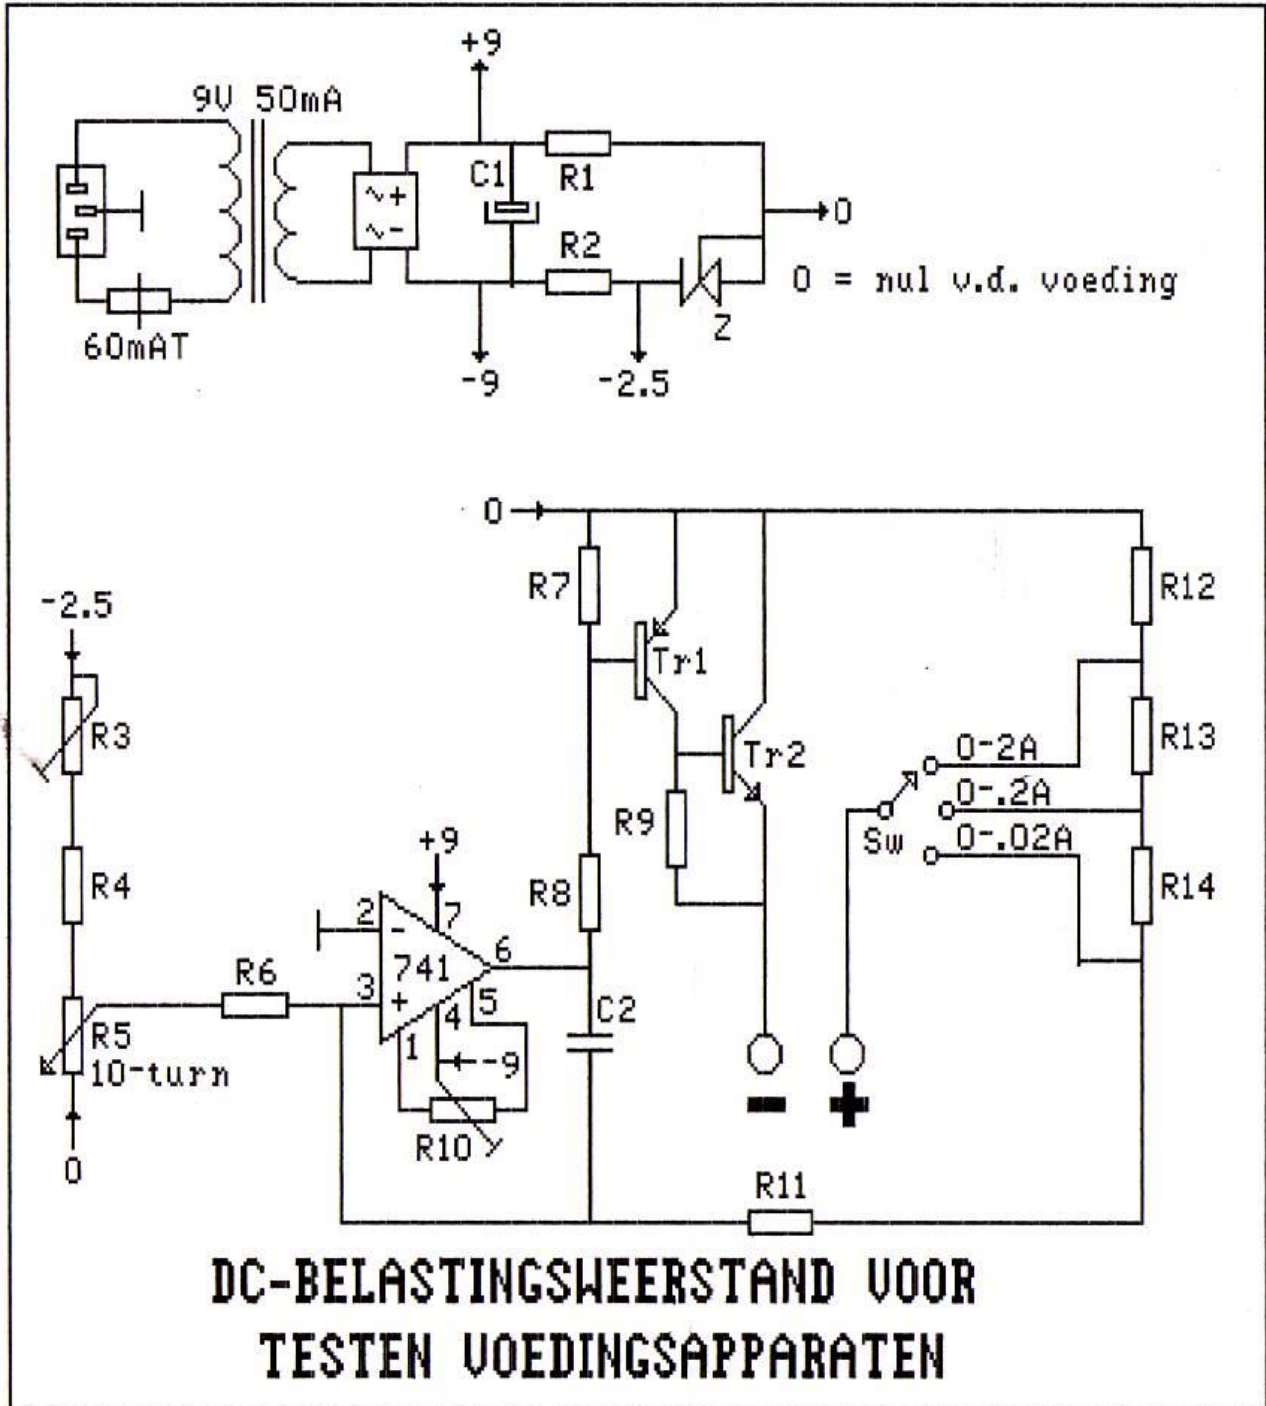 +9
9V 50mA
C1
R1
~+
~-
0
R2
0 = nul v.d. voeding
Z
60mAT
-9
-2.5
0
R7
R12
-2.5
Tr1
R3
R13
Tr2
0-2A
0-.2A
R9
Sw
0-.02A
+9
R4
R8
R14
2
7
-
6
R6
741
3
+
5
C2
4
R5
1
10-turn
-9
-
+
R10
0
R11
DC-BELASTINGSWEERSTAND VOOR
TESTEN VOEDINGSAPPARATEN